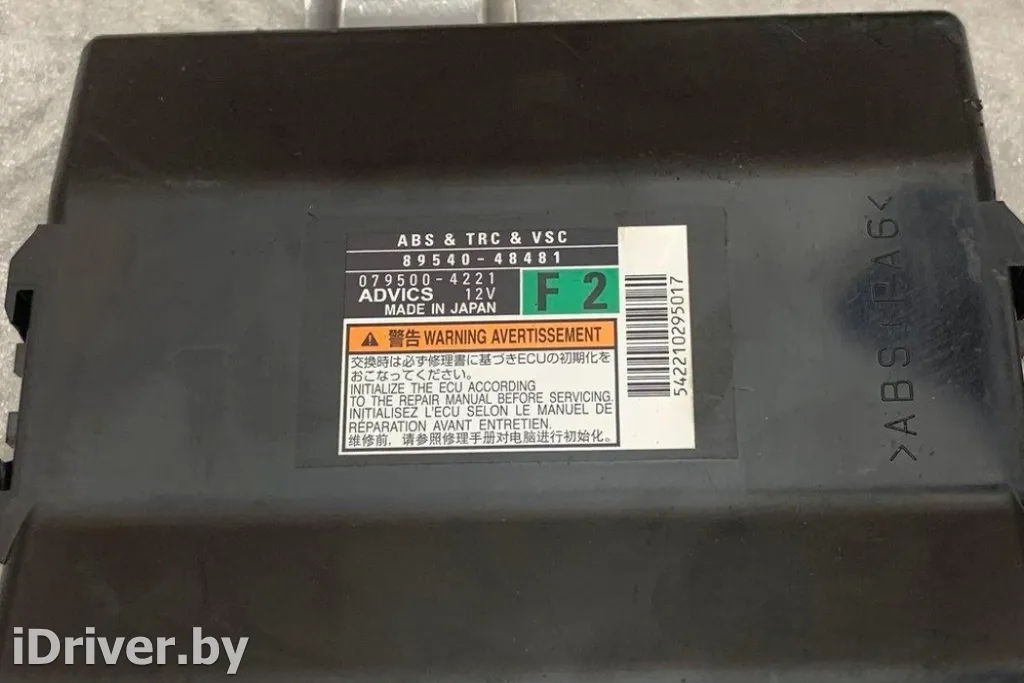 ABS & TRC & VSC
89540-48481
079500-4221
ADVICS 12V
MADE IN JAPAN
F 2
警告 WARNING AVERTISSEMENT
交換時は必ず修理書に基づきECUの初期化を
おこなってください。
INITIALIZE THE ECU ACCORDING
TO THE REPAIR MANUAL BEFORE SERVICING.
INITIALISEZ L'ECU SELON LE MANUEL DE
RÉPARATION AVANT ENTRETIEN.
维修前，请参照修理手册对电脑进行初始化。
542210295017
>ABS+PA6<
iDriver.by